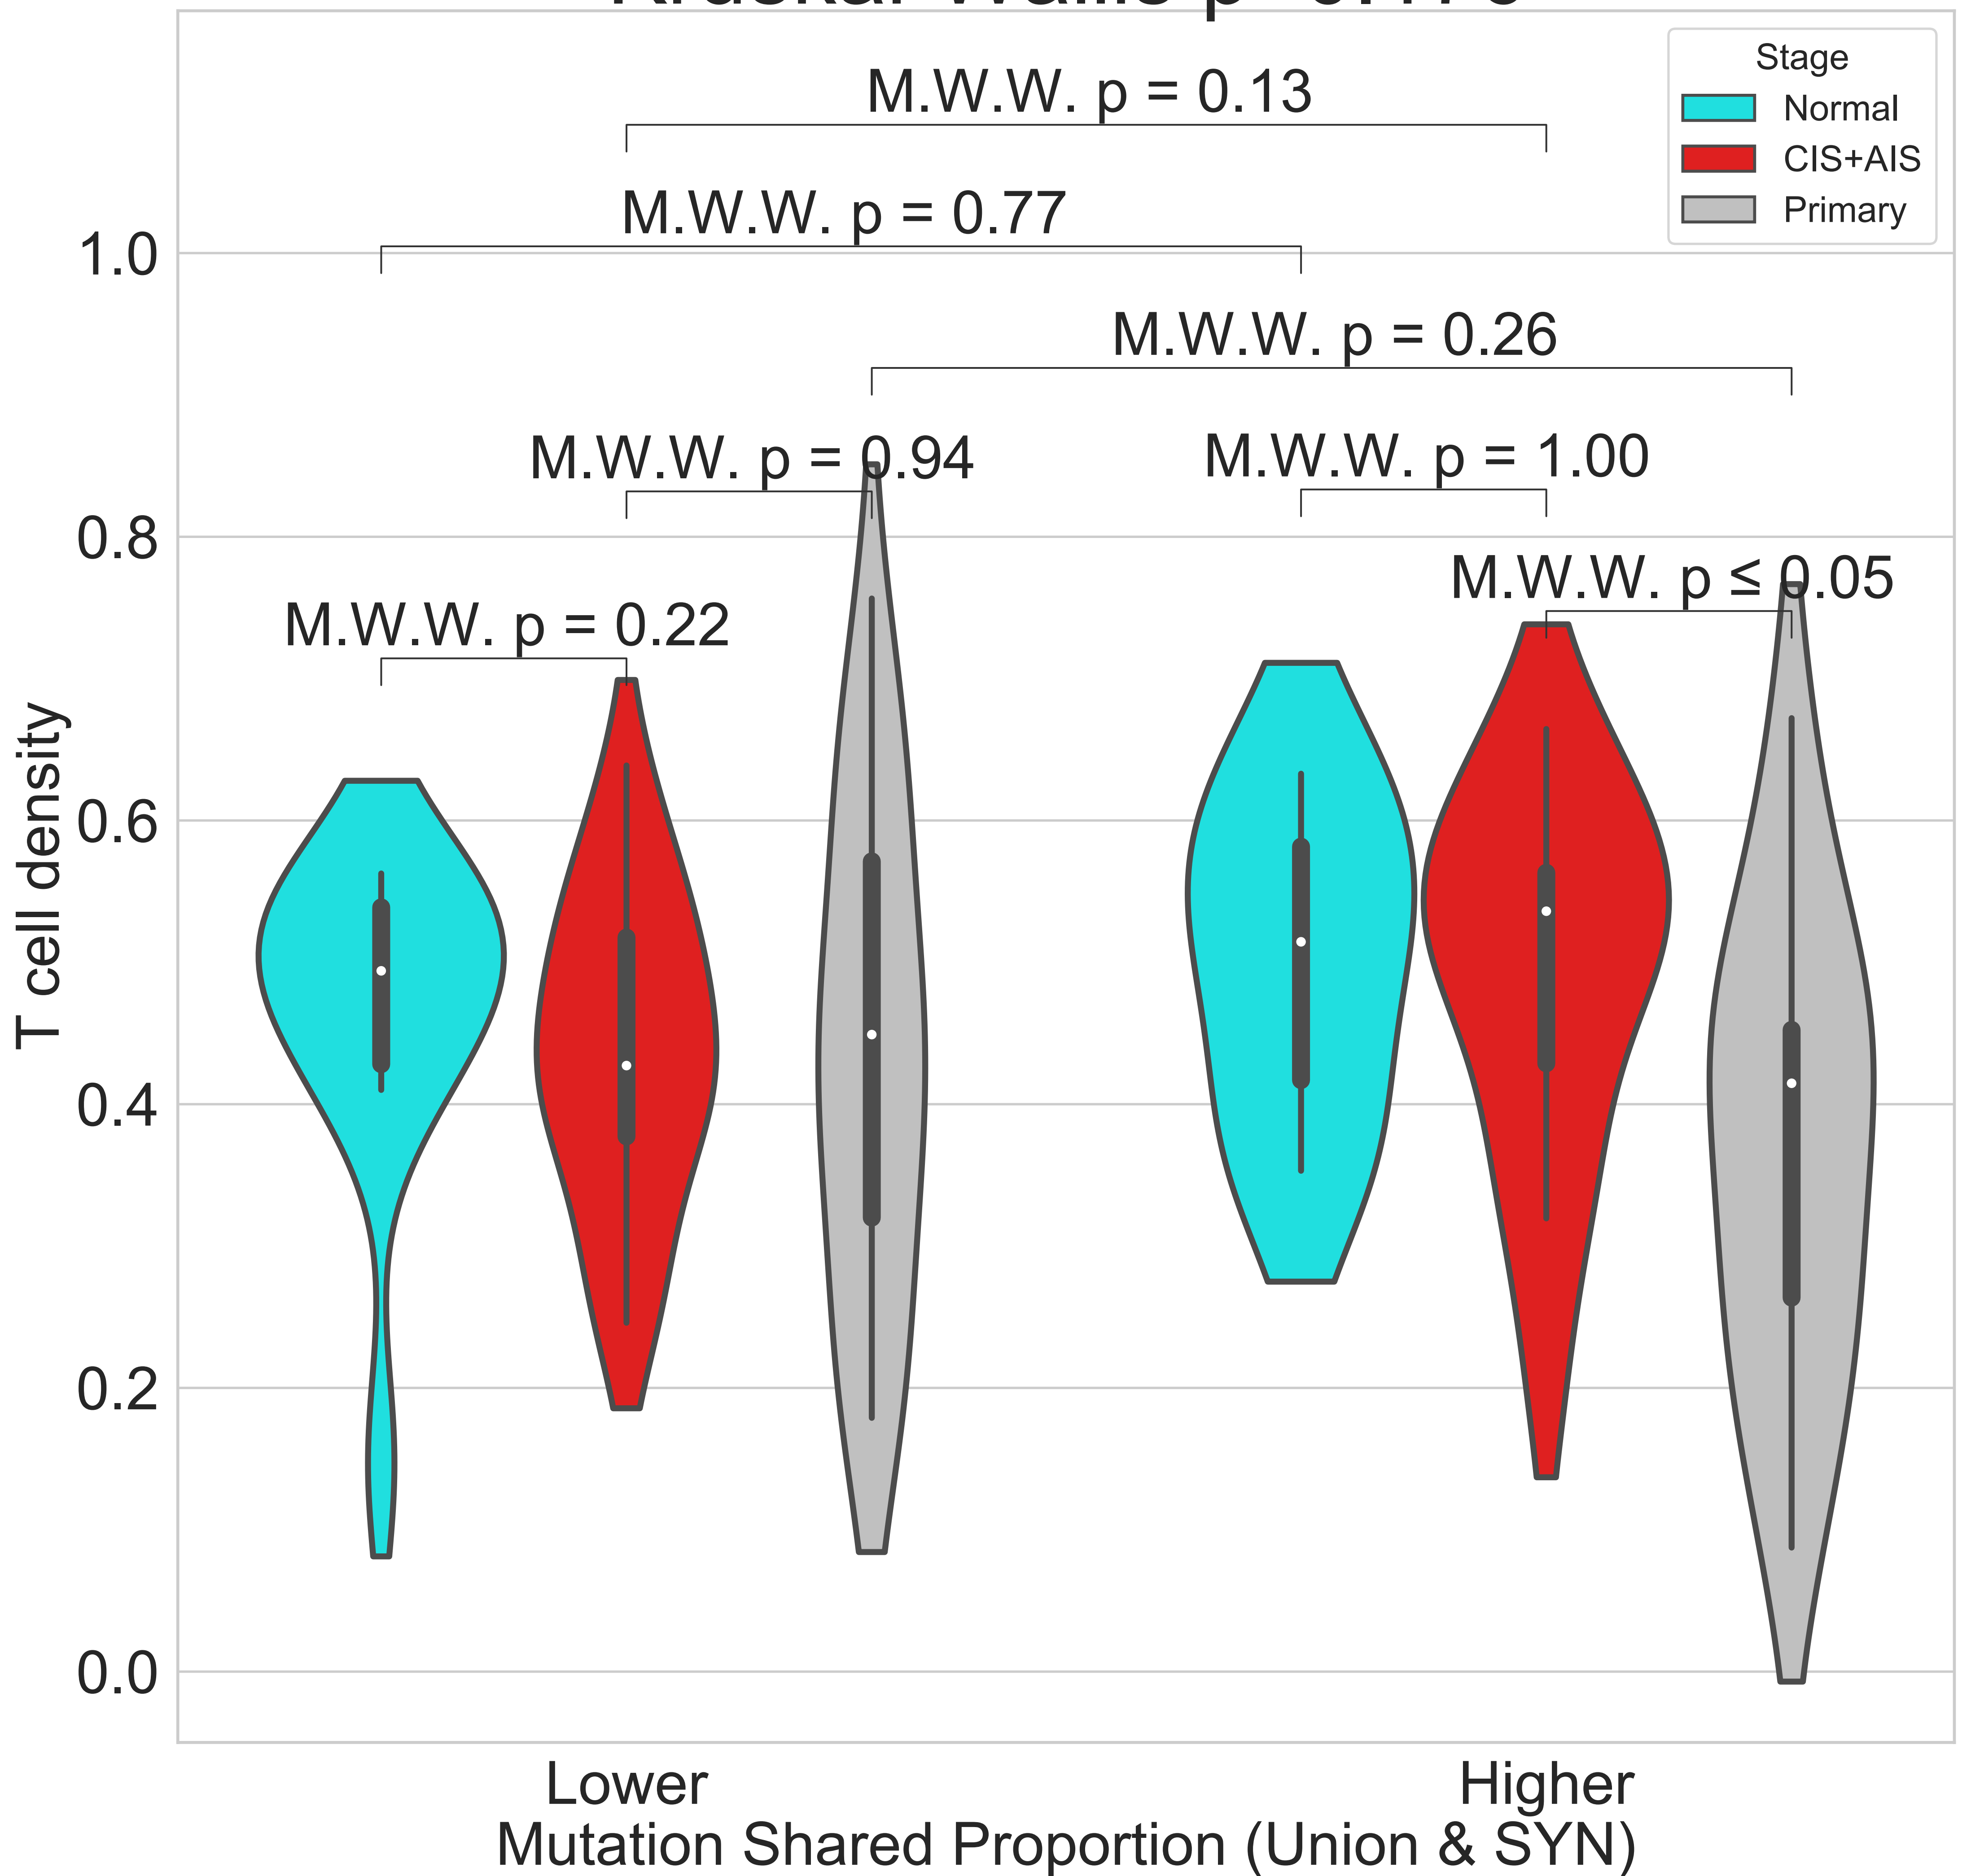 M.W.W. p = 0.13
M.W.W. p = 0.77
M.W.W. p = 0.26
M.W.W. p = 0.94
M.W.W. p = 1.00
M.W.W. p ≤ 0.05
M.W.W. p = 0.22
Stage
Normal
CIS+AIS
Primary
T cell density
1.0
0.8
0.6
0.4
0.2
0.0
Lower
Higher
Mutation Shared Proportion (Union & SYN)